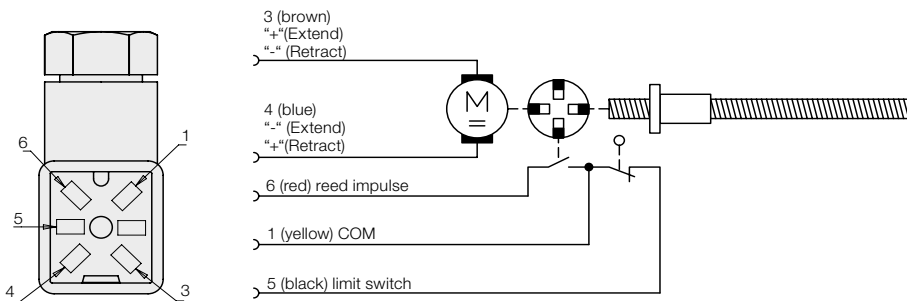 3 (brown)
“+“(Extend)
“-“ (Retract)
4 (blue)
“-“ (Extend)
“+“(Retract)
M
6 (red) reed impulse
1 (yellow) COM
5 (black) limit switch
6
1
5
4
3